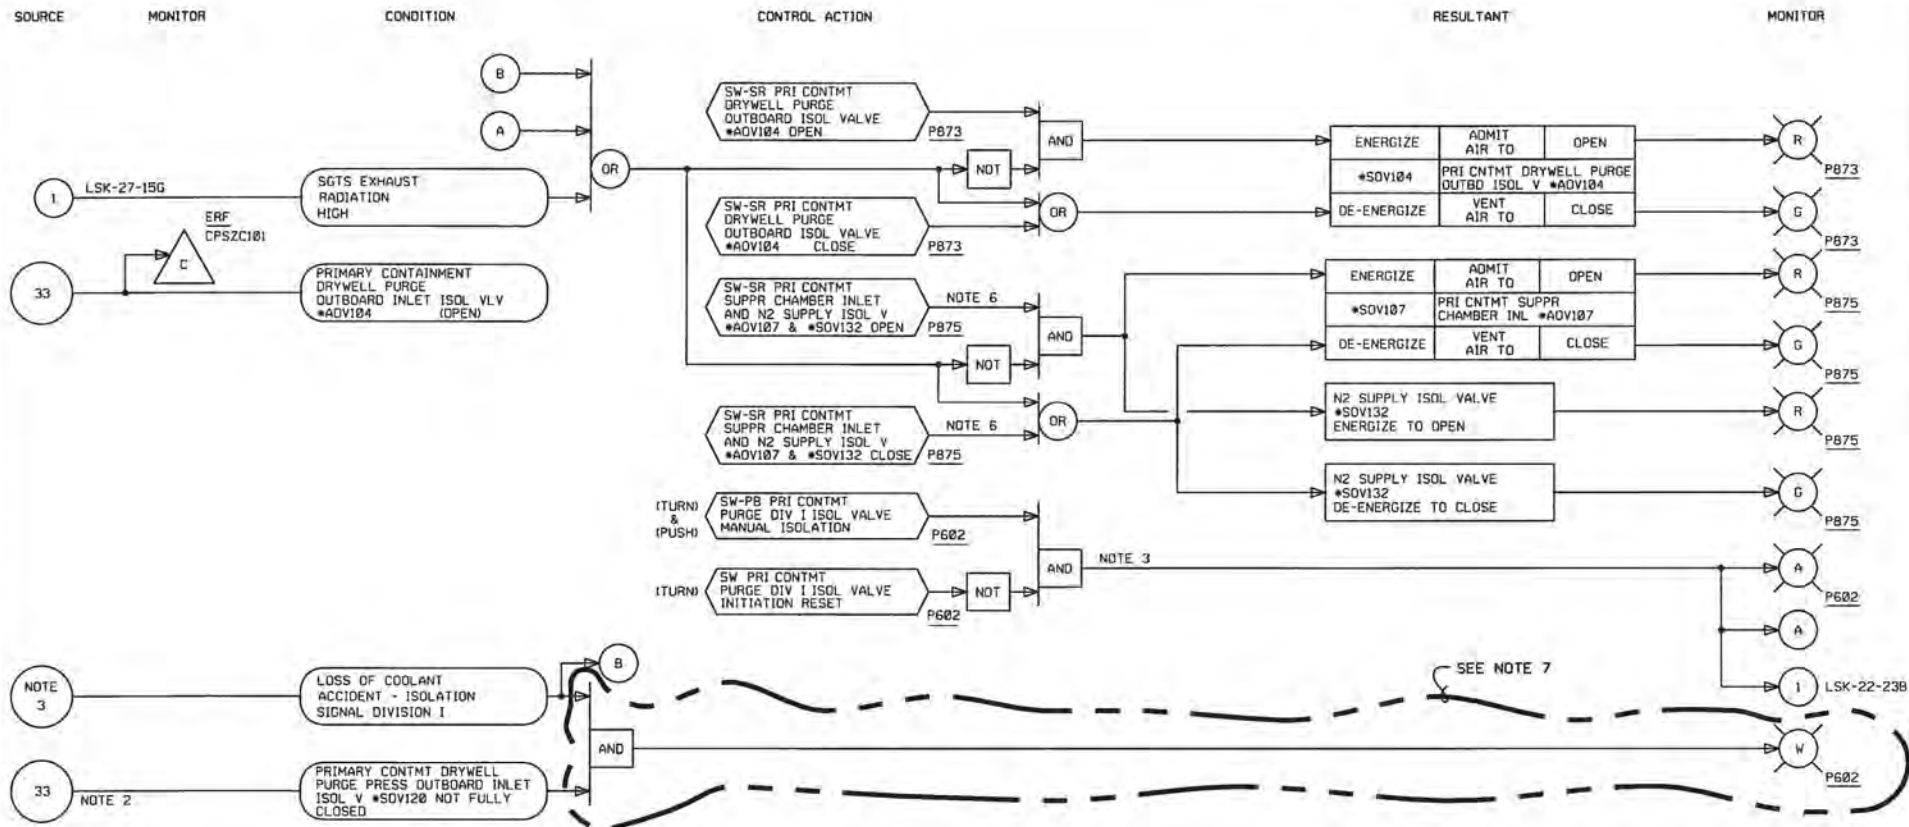 SOURCE MONITOR CONDITION CONTROL ACTION RESULTANT MONITOR
B
A
1
LSK-27-15G
SGTS EXHAUST
RADIATION
HIGH
OR
ERF
CPSZC101
C
33
PRIMARY CONTAINMENT
DRYWELL PURGE
OUTBOARD INLET ISOL VLV
*AOV104 (OPEN)
SW-SR PRI CONTMT
DRYWELL PURGE
OUTBOARD ISOL VALVE
*AOV104 OPEN
P873
NOT
AND
SW-SR PRI CONTMT
DRYWELL PURGE
OUTBOARD ISOL VALVE
*AOV104 CLOSE
P873
OR
ENERGIZE ADMIT AIR TO OPEN
*SOV104 PRI CNTMT DRYWELL PURGE
OUTBD ISOL V *AOV104
DE-ENERGIZE VENT AIR TO CLOSE
R
P873
G
P873
SW-SR PRI CONTMT
SUPPR CHAMBER INLET
AND N2 SUPPLY ISOL V
*AOV107 & *SOV132 OPEN
P875
NOTE 6
NOT
AND
SW-SR PRI CONTMT
SUPPR CHAMBER INLET
AND N2 SUPPLY ISOL V
*AOV107 & *SOV132 CLOSE
P875
NOTE 6
OR
ENERGIZE ADMIT AIR TO OPEN
*SOV107 PRI CNTMT SUPPR
CHAMBER INL *AOV107
DE-ENERGIZE VENT AIR TO CLOSE
R
P875
G
P875
N2 SUPPLY ISOL VALVE
*SOV132
ENERGIZE TO OPEN
R
P875
N2 SUPPLY ISOL VALVE
*SOV132
DE-ENERGIZE TO CLOSE
G
P875
(TURN)
&
(PUSH)
SW-PB PRI CONTMT
PURGE DIV I ISOL VALVE
MANUAL ISOLATION
P602
(TURN)
SW PRI CONTMT
PURGE DIV I ISOL VALVE
INITIATION RESET
P602
NOT
AND
NOTE 3
A
P602
A
1
LSK-22-23B
NOTE
3
LOSS OF COOLANT
ACCIDENT - ISOLATION
SIGNAL DIVISION I
B
SEE NOTE 7
AND
W
P602
33
NOTE 2
PRIMARY CONTMT DRYWELL
PURGE PRESS OUTBOARD INLET
ISOL V *SOV120 NOT FULLY
CLOSED